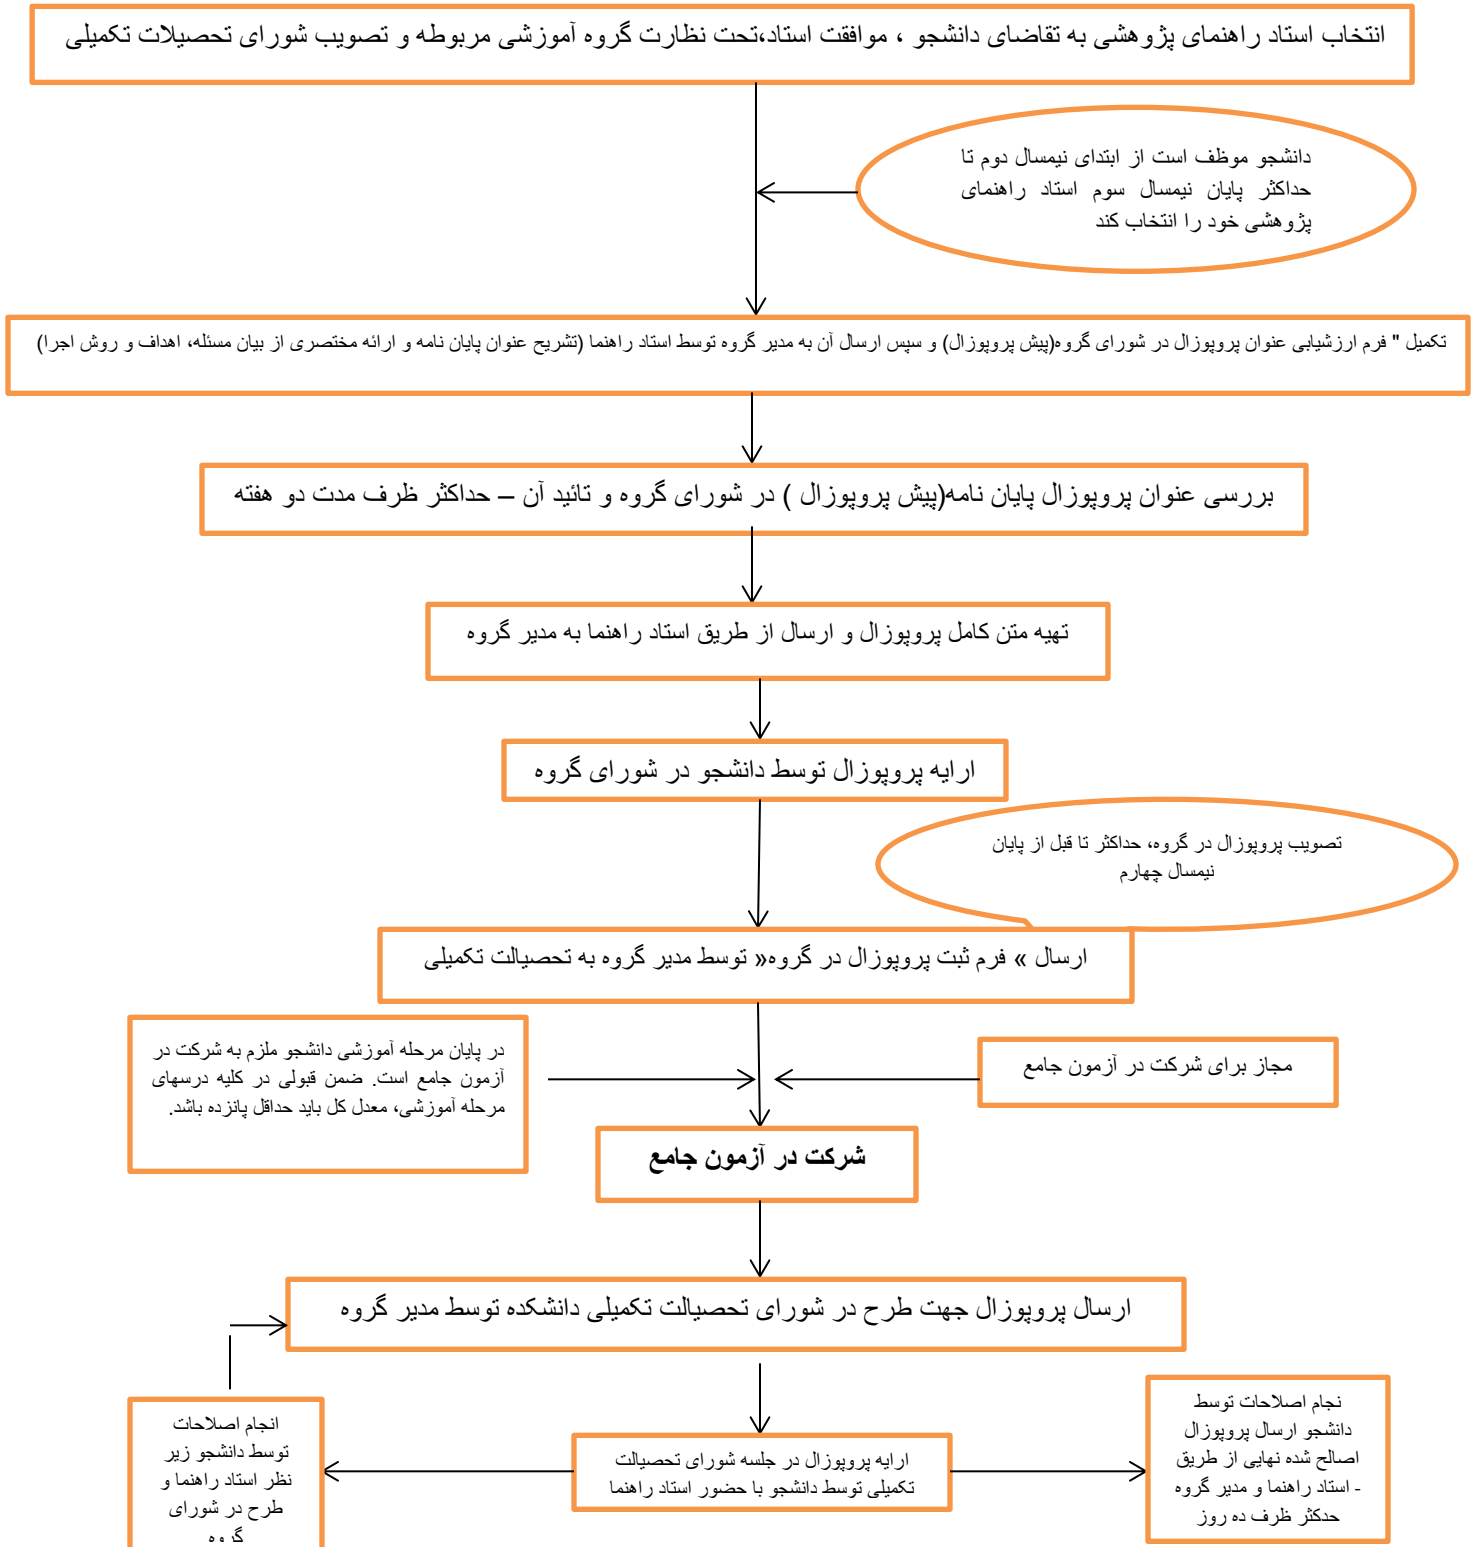 انتخاب استاد راهنمای پژوهشی به تقاضای دانشجو ، موافقت استاد،تحت نظارت گروه آموزشی مربوطه و تصویب شورای تحصیلات تکمیلی
دانشجو موظف است از ابتدای نیمسال دوم تا
حداکثر پایان نیمسال سوم استاد راهنمای
پژوهشی خود را انتخاب کند
تکمیل " فرم ارزشیابی عنوان پروپوزال در شورای گروه(پیش پروپوزال) و سپس ارسال آن به مدیر گروه توسط استاد راهنما (تشریح عنوان پایان نامه و ارائه مختصری از بیان مسئله، اهداف و روش اجرا)
بررسی عنوان پروپوزال پایان نامه(پیش پروپوزال ) در شورای گروه و تائید آن – حداکثر ظرف مدت دو هفته
تهیه متن کامل پروپوزال و ارسال از طریق استاد راهنما به مدیر گروه
ارایه پروپوزال توسط دانشجو در شورای گروه
تصویب پروپوزال در گروه، حداکثر تا قبل از پایان
نیمسال چهارم
ارسال » فرم ثبت پروپوزال در گروه« توسط مدیر گروه به تحصیالت تکمیلی
در پایان مرحله آموزشی دانشجو ملزم به شرکت در
آزمون جامع است. ضمن قبولی در کلیه درسهای
مرحله آموزشی، معدل کل باید حداقل پانزده باشد.
مجاز برای شرکت در آزمون جامع
شرکت در آزمون جامع
ارسال پروپوزال جهت طرح در شورای تحصیالت تکمیلی دانشکده توسط مدیر گروه
نجام اصلاحات توسط
دانشجو ارسال پروپوزال
اصالح شده نهایی از طریق
- استاد راهنما و مدیر گروه
حدکثر ظرف ده روز
ارایه پروپوزال در جلسه شورای تحصیالت
تکمیلی توسط دانشجو با حضور استاد راهنما
انجام اصلاحات
توسط دانشجو زیر
نظر استاد راهنما و
طرح در شورای
گروه